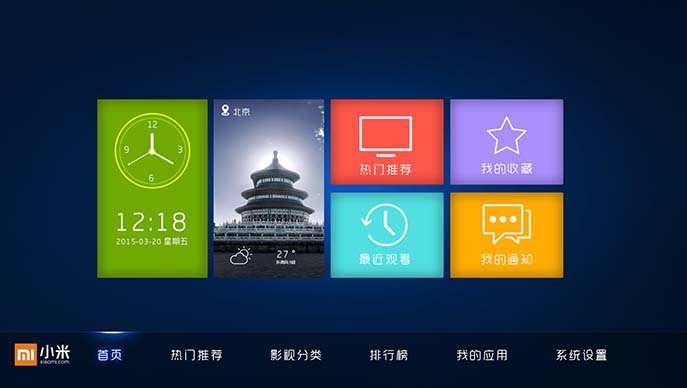 12
9
3
6
12:18
2015-03-20 星期五
北京
27°
热门推荐
我的收藏
最近观看
我的通知
mi 小米
xiaomi.com
首页
热门推荐
影视分类
排行榜
我的应用
系统设置